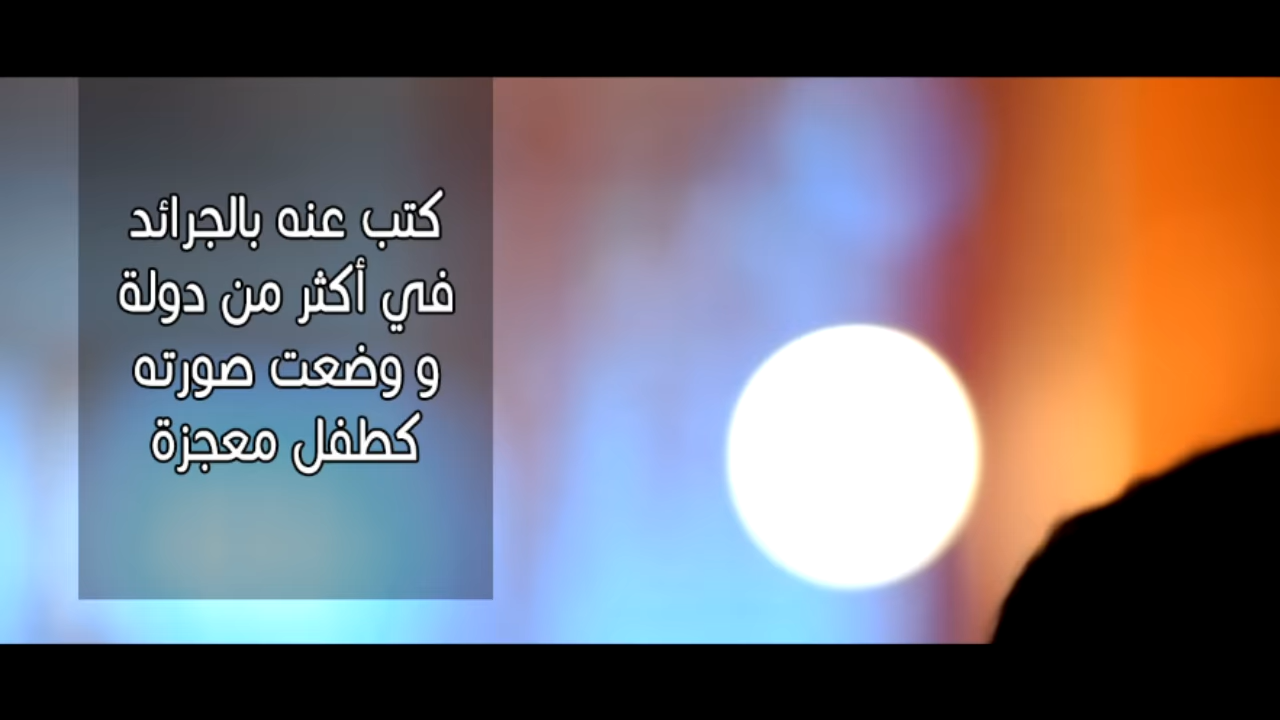 كتب عنه بالجرائد
في أكثر من دولة
و وضعت صورته
كطفل معجزة